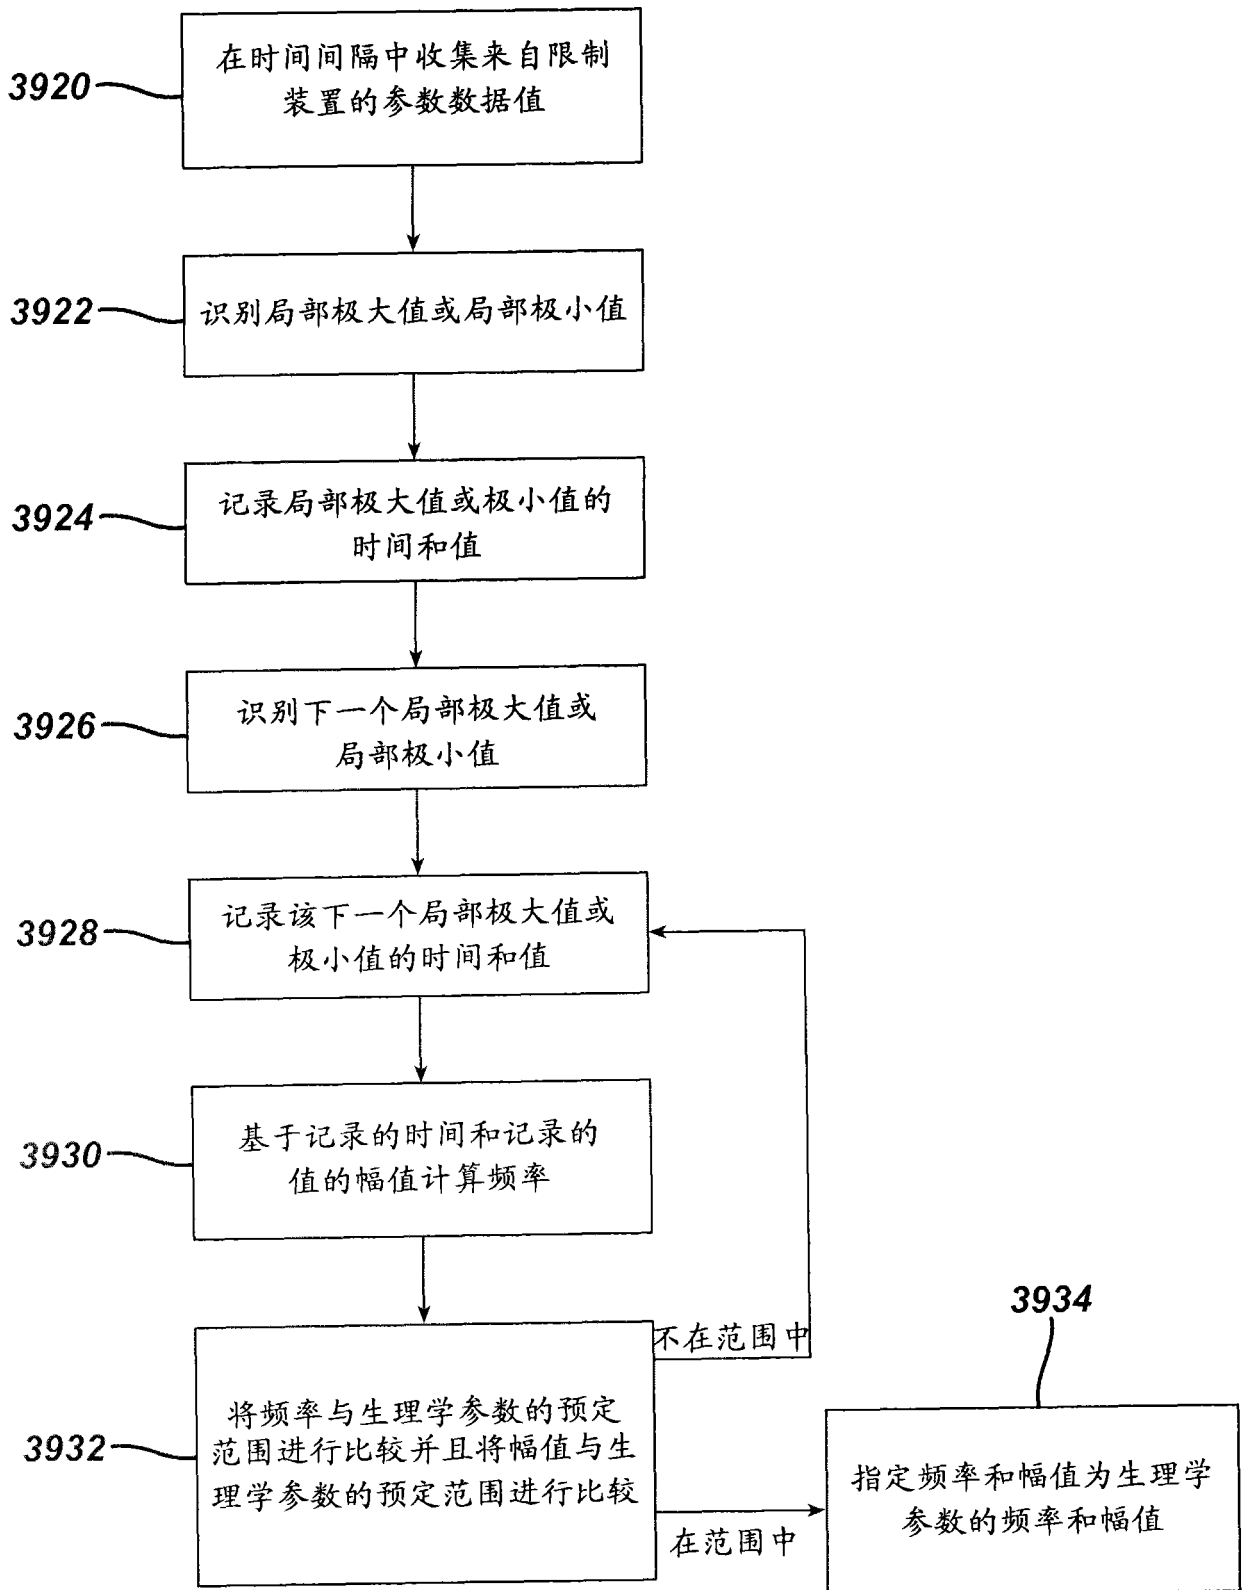 3920
在时间间隔中收集来自限制
装置的参数数据值
3922
识别局部极大值或局部极小值
3924
记录局部极大值或极小值的
时间和值
3926
识别下一个局部极大值或
局部极小值
3928
记录该下一个局部极大值或
极小值的时间和值
3930
基于记录的时间和记录的
值的幅值计算频率
3932
将频率与生理学参数的预定
范围进行比较并且将幅值与生
理学参数的预定范围进行比较
不在范围中
在范围中
3934
指定频率和幅值为生理学
参数的频率和幅值